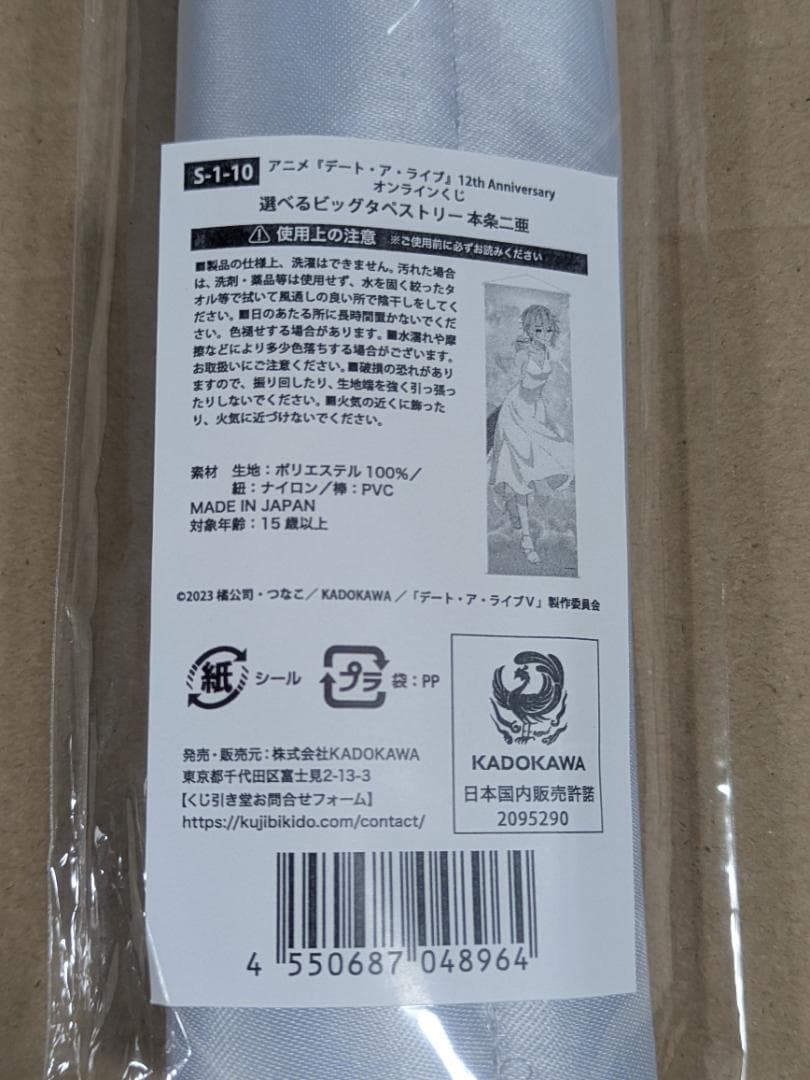 S-1-10 アニメ『デート・ア・ライブ』12th Anniversary
オンラインくじ
選べるビッグタペストリー 本条二亜
⚠ 使用上の注意 ※ご使用前に必ずお読みください
■製品の仕様上、洗濯はできません。汚れた場合
は、洗剤・薬品等は使用せず、水を固く絞ったタ
オル等で拭いて風通しの良い所で陰干しをしてく
ださい。■日のあたる所に長時間置かないでくだ
さい。色褪せする場合があります。■水濡れや摩
擦などにより多少色落ちする場合がございます。
お取扱いにご注意ください。■破損の恐れがあり
ますので、振り回したり、生地端を強く引っ張っ
たりしないでください。■火気の近くに飾った
り、火気に近づけないでください。
素材 生地：ポリエステル 100%／
紐：ナイロン／棒：PVC
MADE IN JAPAN
対象年齢：15歳以上
©2023 橘公司・つなこ／KADOKAWA／「デート・ア・ライブⅤ」製作委員会
紙 シール プラ 袋：PP
KADOKAWA
日本国内販売許諾
2095290
発売・販売元：株式会社KADOKAWA
東京都千代田区富士見2-13-3
【くじ引き堂お問合せフォーム】
https://kujibikido.com/contact/
4 550687 048964